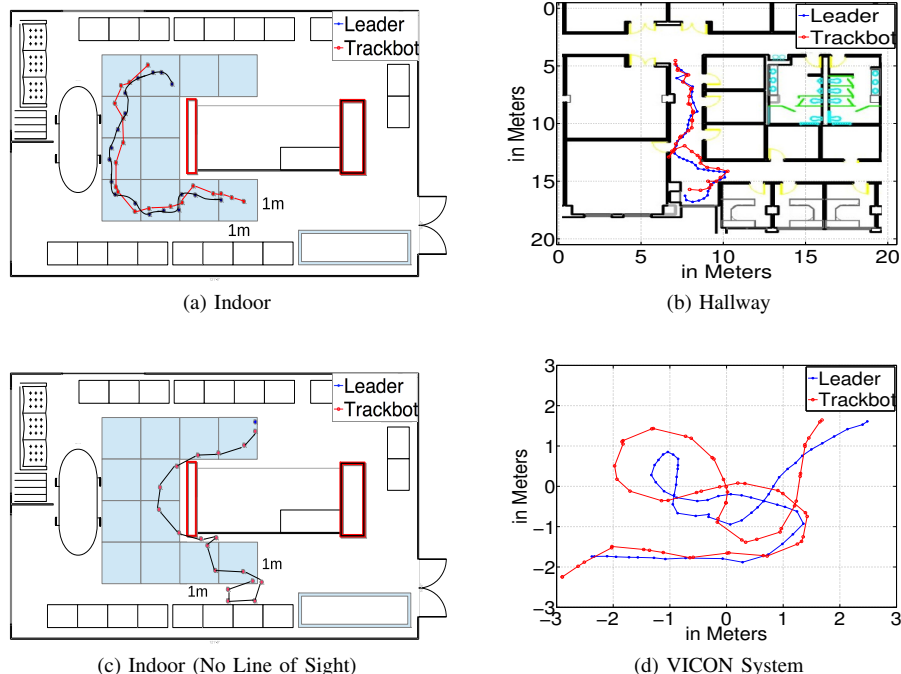 Leader
Trackbot
1m
1m
(a) Indoor
0
5
10
15
20
0
5
10
15
20
in Meters
in Meters
Leader
Trackbot
(b) Hallway
Leader
Trackbot
1m
1m
(c) Indoor (No Line of Sight)
3
2
1
0
−1
−2
−3
−3
−2
−1
0
1
2
3
in Meters
in Meters
Leader
Trackbot
(d) VICON System